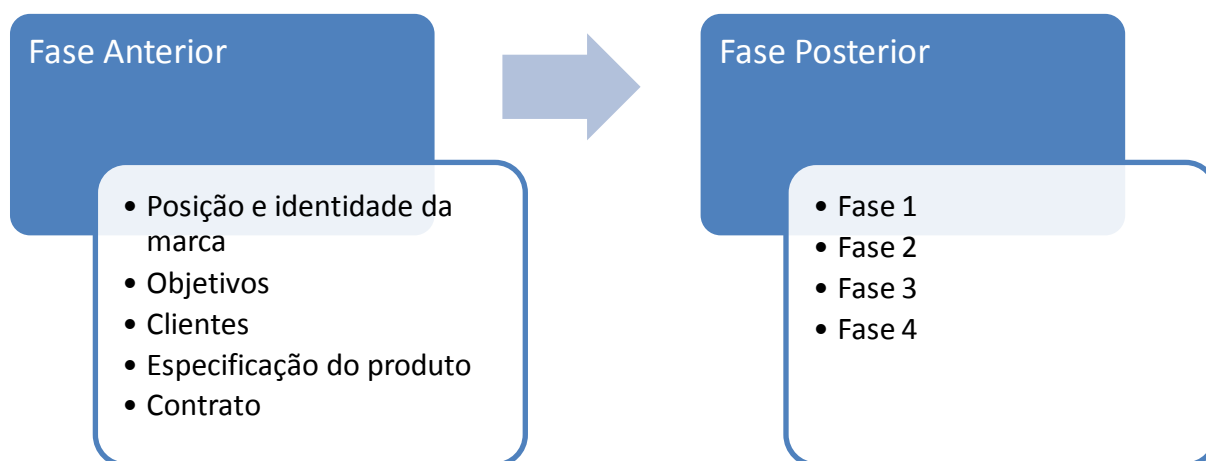 Fase Anterior
• Posição e identidade da
marca
• Objetivos
• Clientes
• Especificação do produto
• Contrato
Fase Posterior
• Fase 1
• Fase 2
• Fase 3
• Fase 4